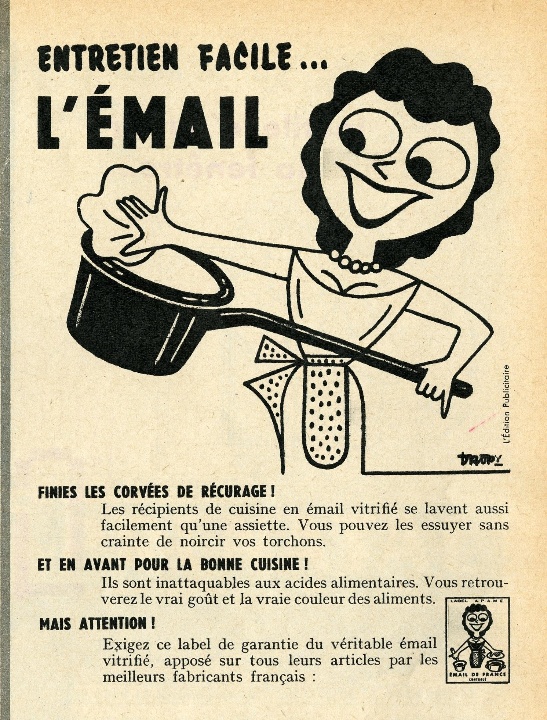 ENTRETIEN FACILE...
L'ÉMAIL
L'Édition Publicitaire
FINIES LES CORVÉES DE RÉCURAGE !
Les récipients de cuisine en émail vitrifié se lavent aussi
facilement qu'une assiette. Vous pouvez les essuyer sans
crainte de noircir vos torchons.
ET EN AVANT POUR LA BONNE CUISINE !
Ils sont inattaquables aux acides alimentaires. Vous retrou-
verez le vrai goût et la vraie couleur des aliments.
MAIS ATTENTION !
Exigez ce label de garantie du véritable émail
vitrifié, apposé sur tous leurs articles par les
meilleurs fabricants français :
LABEL A.P.A.M.E
ÉMAIL DE FRANCE